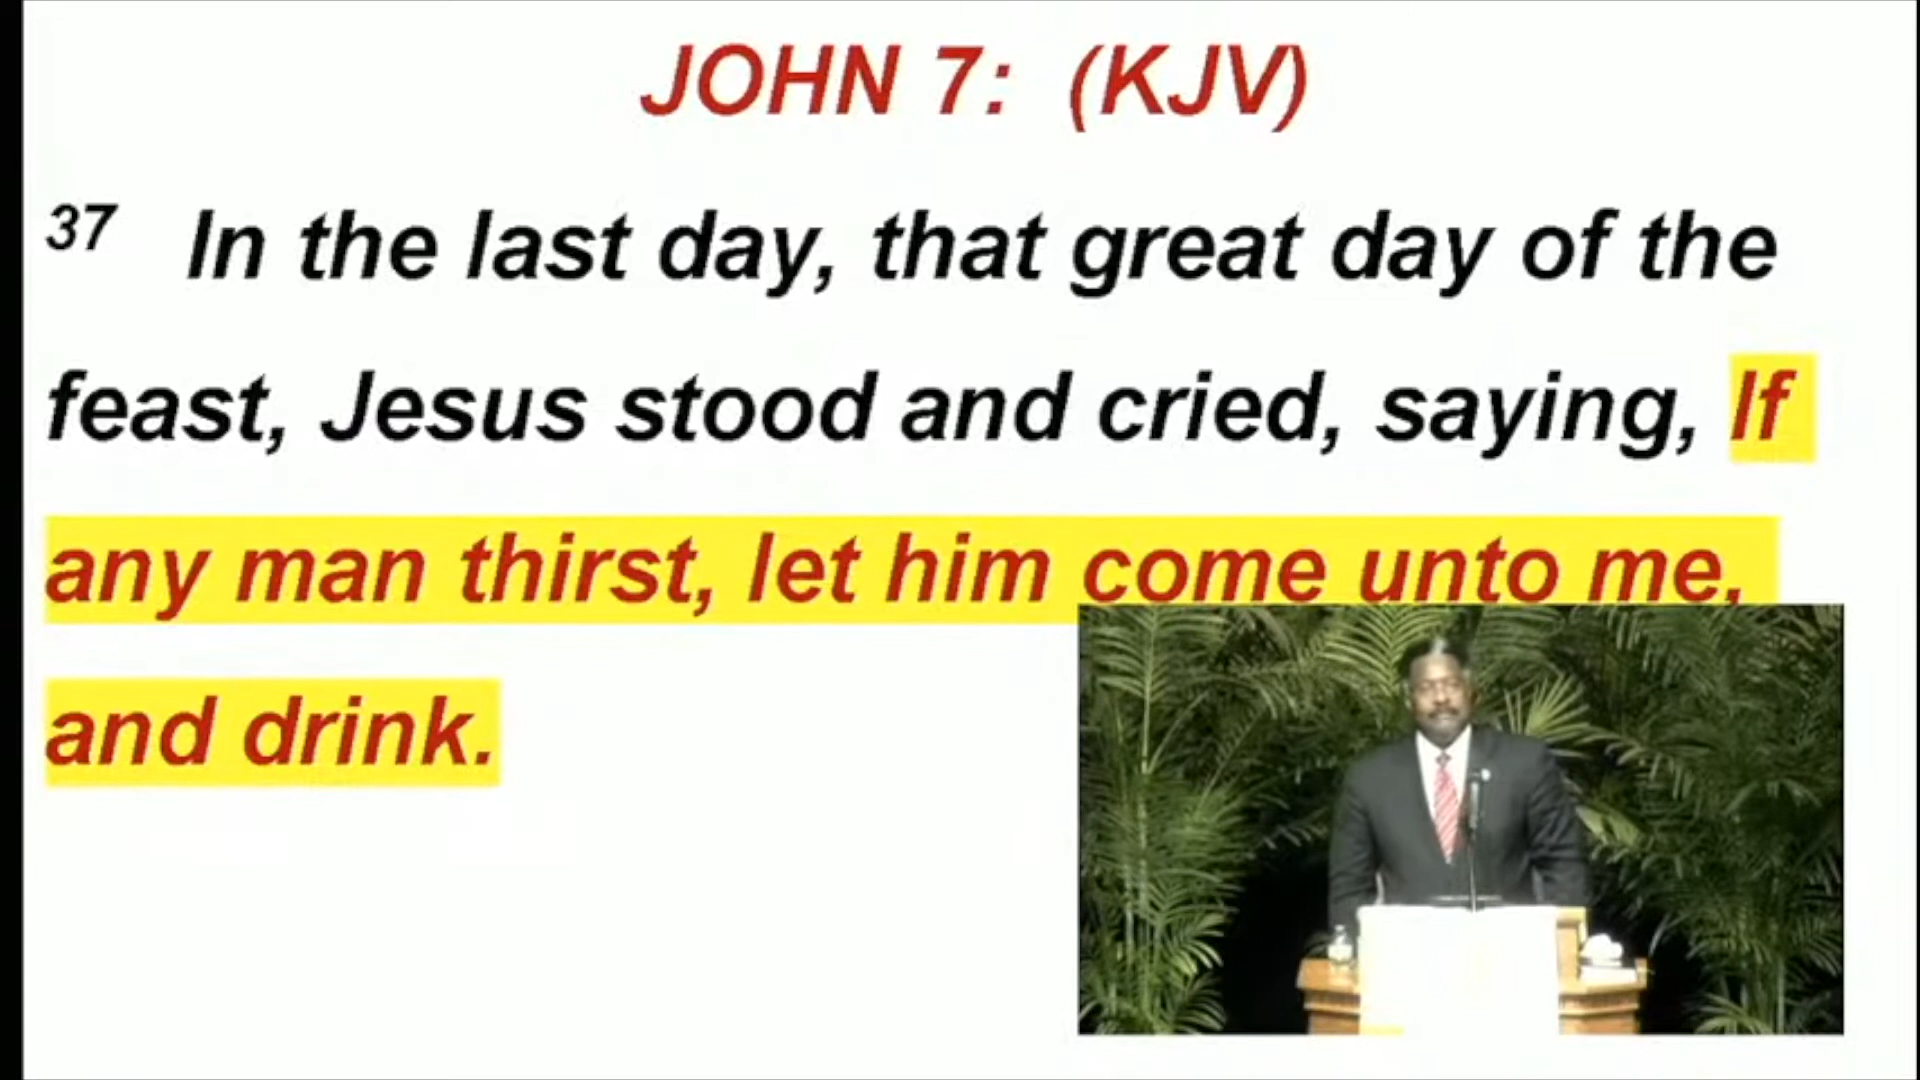 JOHN 7: (KJV)
37 In the last day, that great day of the
feast, Jesus stood and cried, saying, If
any man thirst, let him come unto me,
and drink.